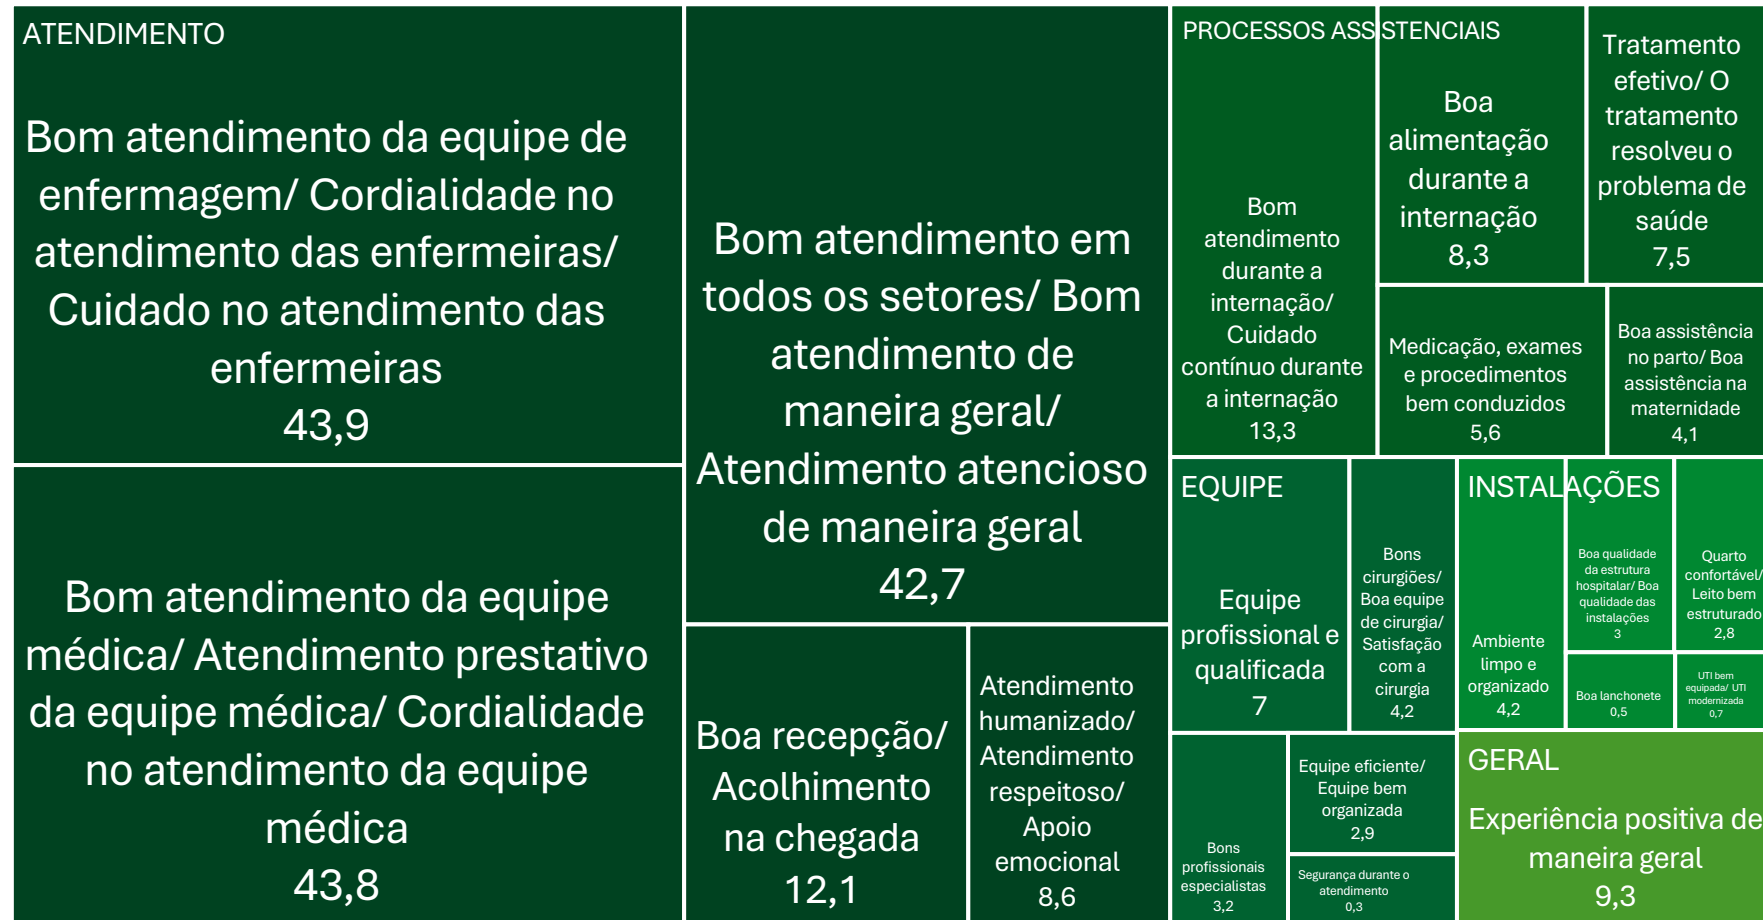 ATENDIMENTO
Bom atendimento da equipe de
enfermagem/ Cordialidade no
atendimento das enfermeiras/
Cuidado no atendimento das
enfermeiras
43,9
Bom atendimento da equipe
médica/ Atendimento prestativo
da equipe médica/ Cordialidade
no atendimento da equipe
médica
43,8
Bom atendimento em
todos os setores/ Bom
atendimento de
maneira geral/
Atendimento atencioso
de maneira geral
42,7
Boa recepção/
Acolhimento
na chegada
12,1
Atendimento
humanizado/
Atendimento
respeitoso/
Apoio
emocional
8,6
PROCESSOS ASSISTENCIAIS
Bom
atendimento
durante a
internação/
Cuidado
contínuo durante
a internação
13,3
Boa
alimentação
durante a
internação
8,3
Tratamento
efetivo/ O
tratamento
resolveu o
problema de
saúde
7,5
Medicação, exames
e procedimentos
bem conduzidos
5,6
Boa assistência
no parto/ Boa
assistência na
maternidade
4,1
EQUIPE
Equipe
profissional e
qualificada
7
Bons
cirurgiões/
Boa equipe
de cirurgia/
Satisfação
com a
cirurgia
4,2
Bons
profissionais
especialistas
3,2
Equipe eficiente/
Equipe bem
organizada
2,9
Segurança durante o
atendimento
0,3
INSTALAÇÕES
Ambiente
limpo e
organizado
4,2
Boa qualidade
da estrutura
hospitalar/ Boa
qualidade das
instalações
3
Quarto
confortável/
Leito bem
estruturado
2,8
Boa lanchonete
0,5
UTI bem
equipada/ UTI
modernizada
0,7
GERAL
Experiência positiva de
maneira geral
9,3